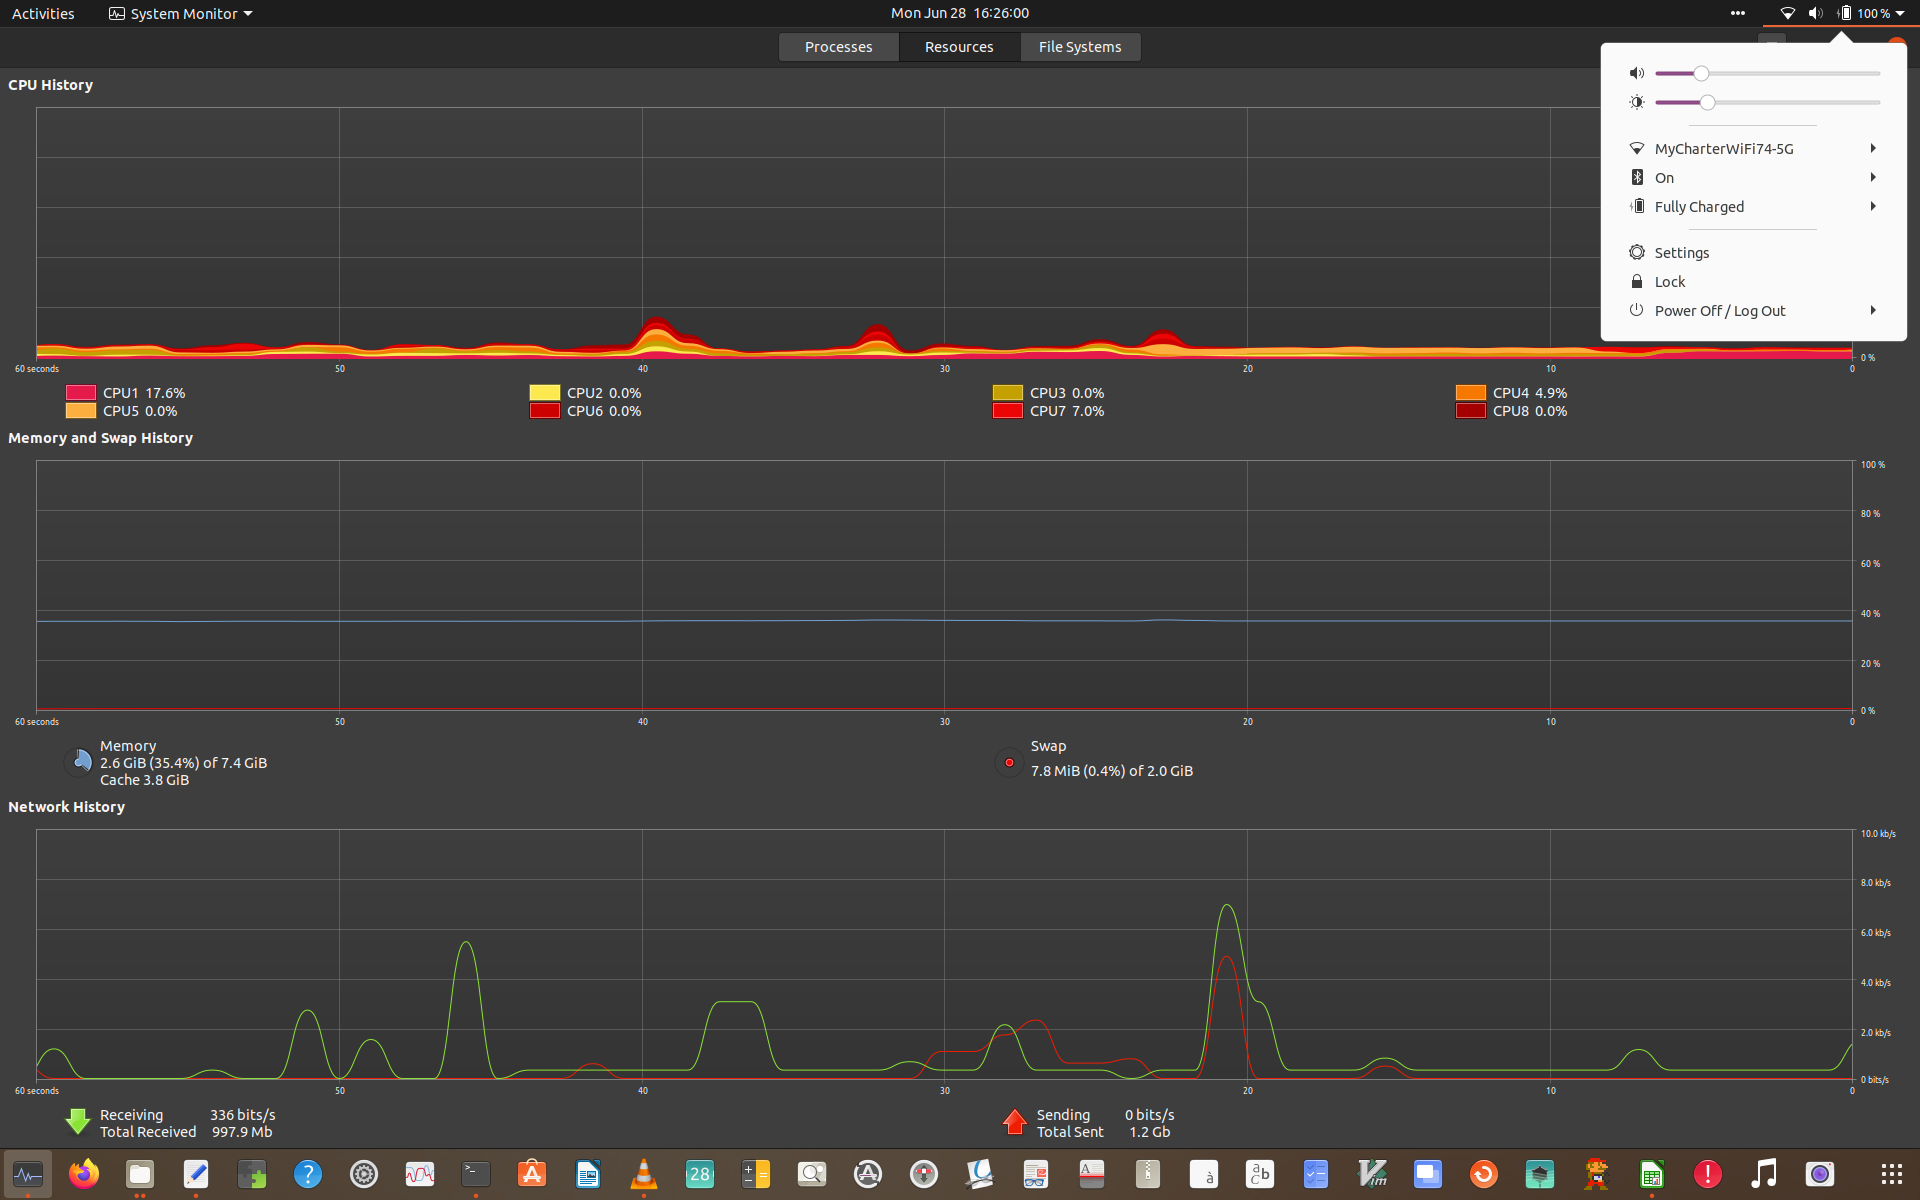 Activities
System Monitor
Mon Jun 28 16:26:00
100 %
Processes
Resources
File Systems
MyCharterWiFi74-5G
On
Fully Charged
Settings
Lock
Power Off / Log Out
CPU History
0 %
60 seconds 50 40 30 20 10 0
CPU1 17.6% CPU2 0.0% CPU3 0.0% CPU4 4.9%
CPU5 0.0% CPU6 0.0% CPU7 7.0% CPU8 0.0%
Memory and Swap History
100 %
80 %
60 %
40 %
20 %
0 %
60 seconds 50 40 30 20 10 0
Memory
2.6 GiB (35.4%) of 7.4 GiB
Cache 3.8 GiB
Swap
7.8 MiB (0.4%) of 2.0 GiB
Network History
10.0 kb/s
8.0 kb/s
6.0 kb/s
4.0 kb/s
2.0 kb/s
0 bits/s
60 seconds 50 40 30 20 10 0
Receiving 336 bits/s
Total Received 997.9 Mb
Sending 0 bits/s
Total Sent 1.2 Gb
28
Vim